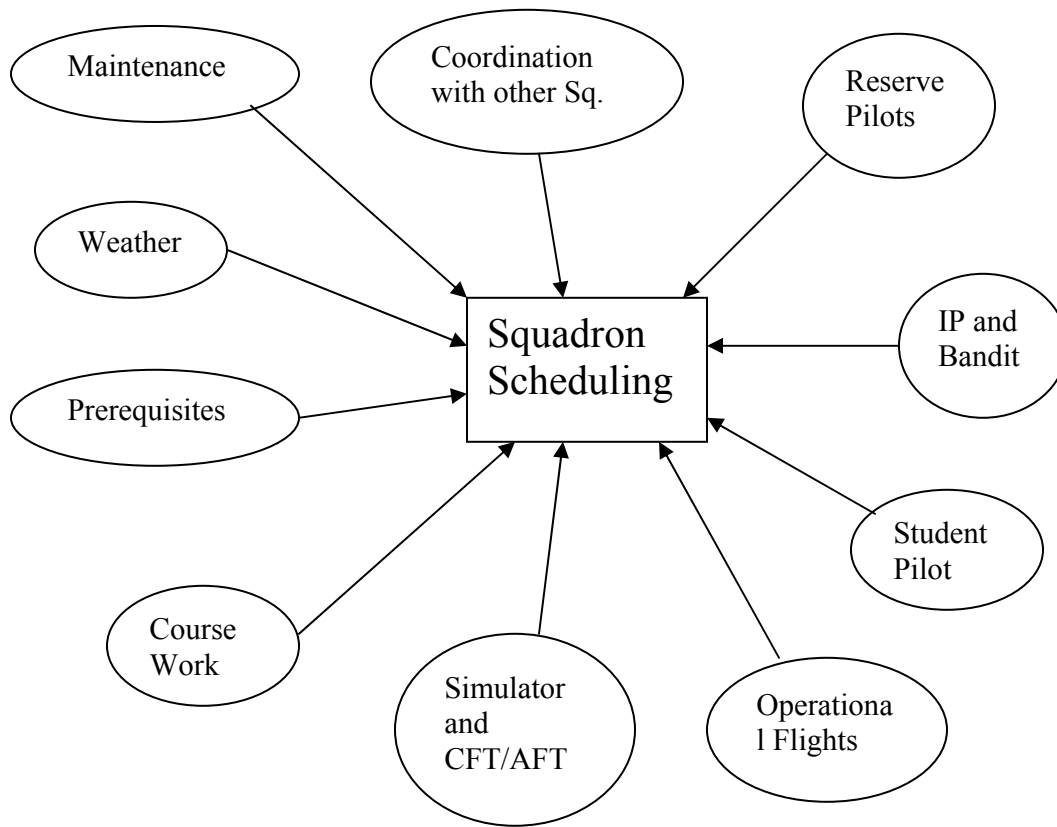 Maintenance
Coordination
with other Sq.
Reserve
Pilots
Weather
Squadron
Scheduling
IP and
Bandit
Prerequisites
Student
Pilot
Course
Work
Simulator
and
CFT/AFT
Operationa
l Flights